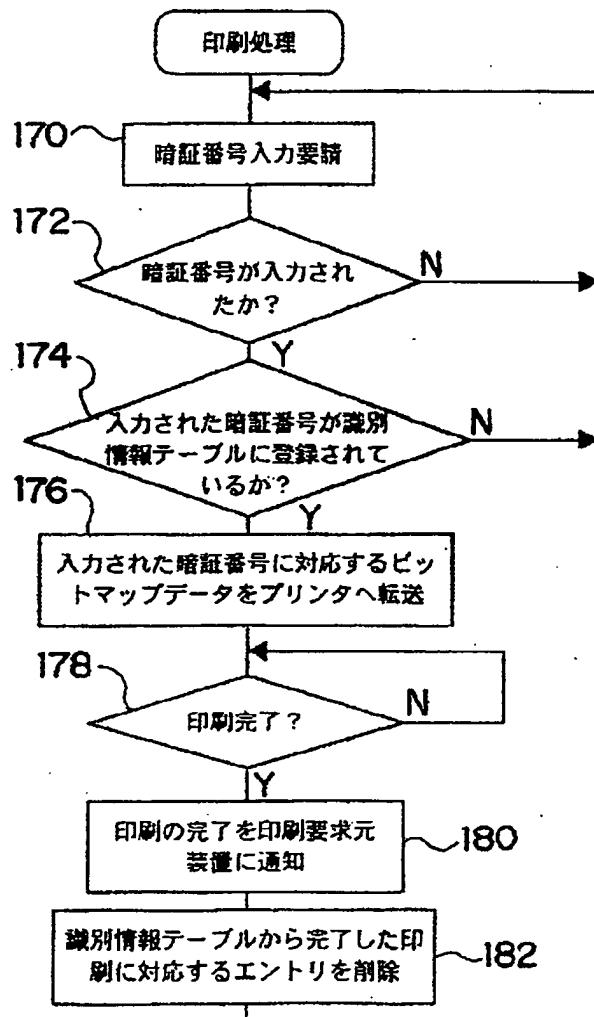 印刷処理
170
暗証番号入力要請
172
暗証番号が入力され
たか？
N
Y
174
入力された暗証番号が識別
情報テーブルに登録されて
いるか？
N
Y
176
入力された暗証番号に対応するビッ
トマップデータをプリンタへ転送
178
印刷完了？
N
Y
印刷の完了を印刷要求元
装置に通知
180
識別情報テーブルから完了した印
刷に対応するエントリを削除
182